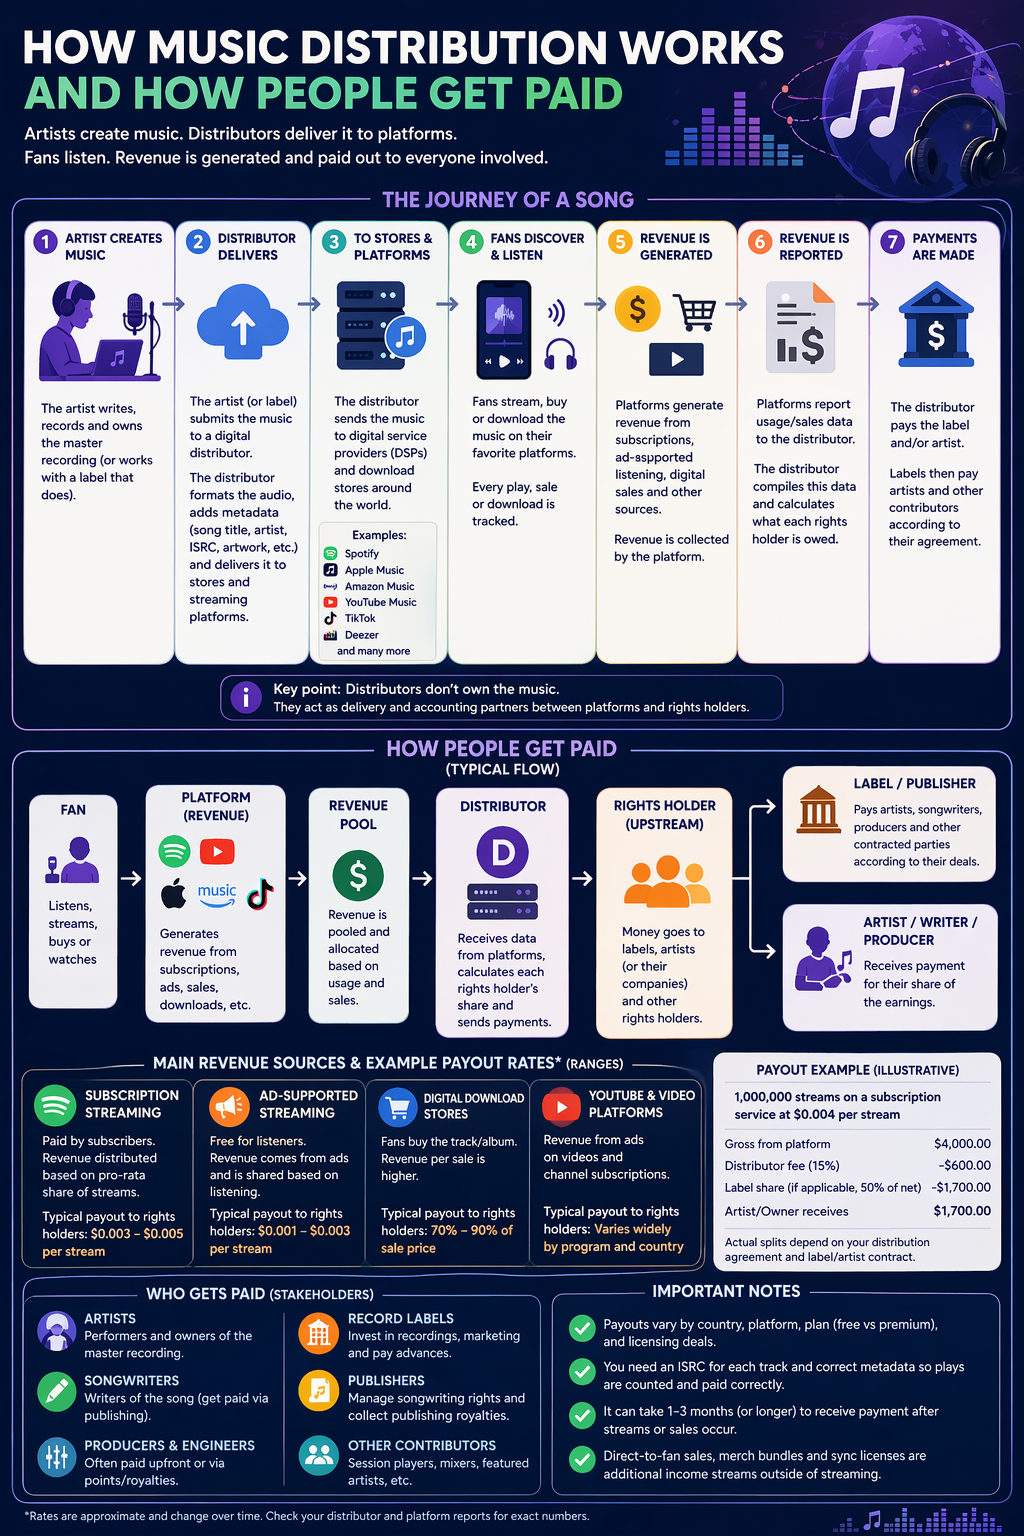 HOW MUSIC DISTRIBUTION WORKS
AND HOW PEOPLE GET PAID
Artists create music. Distributors deliver it to platforms.
Fans listen. Revenue is generated and paid out to everyone involved.
THE JOURNEY OF A SONG
1 ARTIST CREATES
MUSIC
The artist writes,
records and owns
the master
recording (or works
with a label that
does).
2 DISTRIBUTOR
DELIVERS
The artist (or label)
submits the music
to a digital
distributor.
The distributor
formats the audio,
adds metadata
(song title, artist,
ISRC, artwork, etc.)
and delivers it to
stores and
streaming
platforms.
3 TO STORES &
PLATFORMS
The distributor
sends the music
to digital service
providers (DSPs)
and download
stores around
the world.
Examples:
Spotify
Apple Music
Amazon Music
YouTube Music
TikTok
Deezer
and many more
4 FANS DISCOVER
& LISTEN
Fans stream, buy
or download the
music on their
favorite platforms.
Every play, sale
or download is
tracked.
5 REVENUE IS
GENERATED
$
Platforms generate
revenue from
subscriptions,
ad-supported
listening, digital
sales and other
sources.
Revenue is collected
by the platform.
6 REVENUE IS
REPORTED
$
Platforms report
usage/sales data
to the distributor.
The distributor
compiles this data
and calculates
what each rights
holder is owed.
7 PAYMENTS
ARE MADE
$
The distributor
pays the label
and/or artist.
Labels then pay
artists and other
contributors
according to
their agreement.
i
Key point: Distributors don't own the music.
They act as delivery and accounting partners between platforms and rights holders.
HOW PEOPLE GET PAID
(TYPICAL FLOW)
FAN
Listens,
streams,
buys or
watches
PLATFORM
(REVENUE)
music
Generates
revenue from
subscriptions,
ads, sales,
downloads, etc.
REVENUE
POOL
$
Revenue is
pooled and
allocated
based on
usage and
sales.
DISTRIBUTOR
D
Receives data
from platforms,
calculates each
rights holder's
share and
sends payments.
RIGHTS HOLDER
(UPSTREAM)
Money goes to
labels, artists
(or their
companies)
and other
rights holders.
LABEL / PUBLISHER
Pays artists, songwriters,
producers and other
contracted parties
according to their deals.
ARTIST / WRITER /
PRODUCER
Receives payment
for their share of
the earnings.
MAIN REVENUE SOURCES & EXAMPLE PAYOUT RATES* (RANGES)
SUBSCRIPTION
STREAMING
Paid by subscribers.
Revenue distributed
based on pro-rata
share of streams.
Typical payout to rights
holders: $0.003 – $0.005
per stream
AD-SUPPORTED
STREAMING
Free for listeners.
Revenue comes from ads
and is shared based on
listening.
Typical payout to rights
holders: $0.001 – $0.003
per stream
DIGITAL DOWNLOAD
STORES
Fans buy the track/album.
Revenue per sale is
higher.
Typical payout to rights
holders: 70% – 90% of
sale price
YOUTUBE & VIDEO
PLATFORMS
Revenue from ads
on videos and
channel subscriptions.
Typical payout to rights
holders: Varies widely
by program and country
PAYOUT EXAMPLE (ILLUSTRATIVE)
1,000,000 streams on a subscription
service at $0.004 per stream
Gross from platform $4,000.00
Distributor fee (15%) -$600.00
Label share (if applicable, 50% of net) -$1,700.00
Artist/Owner receives $1,700.00
Actual splits depend on your distribution
agreement and label/artist contract.
WHO GETS PAID (STAKEHOLDERS)
ARTISTS
Performers and owners of the
master recording.
SONGWRITERS
Writers of the song (get paid via
publishing).
PRODUCERS & ENGINEERS
Often paid upfront or via
points/royalties.
RECORD LABELS
Invest in recordings, marketing
and pay advances.
PUBLISHERS
Manage songwriting rights and
collect publishing royalties.
OTHER CONTRIBUTORS
Session players, mixers, featured
artists, etc.
IMPORTANT NOTES
Payouts vary by country, platform, plan (free vs premium),
and licensing deals.
You need an ISRC for each track and correct metadata so plays
are counted and paid correctly.
It can take 1–3 months (or longer) to receive payment after
streams or sales occur.
Direct-to-fan sales, merch bundles and sync licenses are
additional income streams outside of streaming.
*Rates are approximate and change over time. Check your distributor and platform reports for exact numbers.